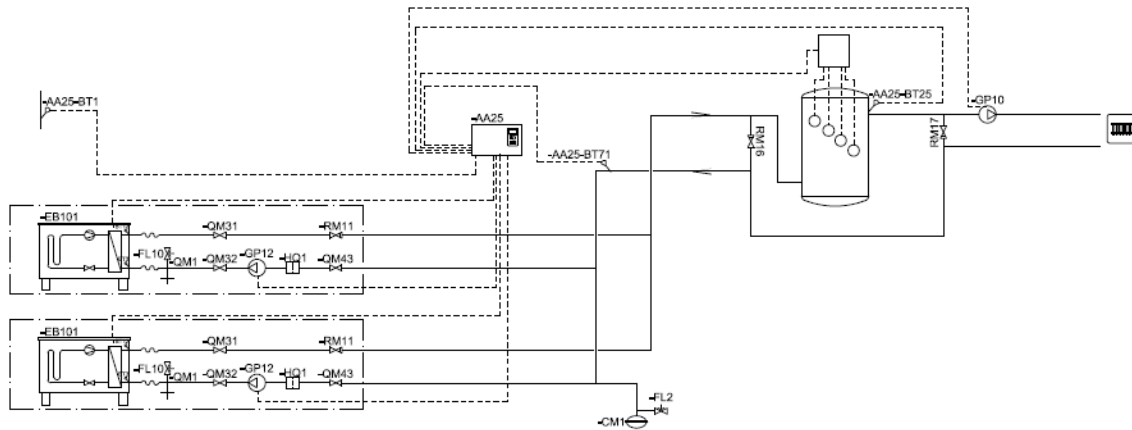 -AA25-BT1
-AA25
-AA25-BT71
-AA25-BT25
-GP10
RM16
RM17
-EB101
-QM31
-RM11
-FL10
-QM1
-QM32
-GP12
-HQ1
-QM43
-EB101
-QM31
-RM11
-FL10
-QM1
-QM32
-GP12
-HQ1
-QM43
-FL2
-CM1